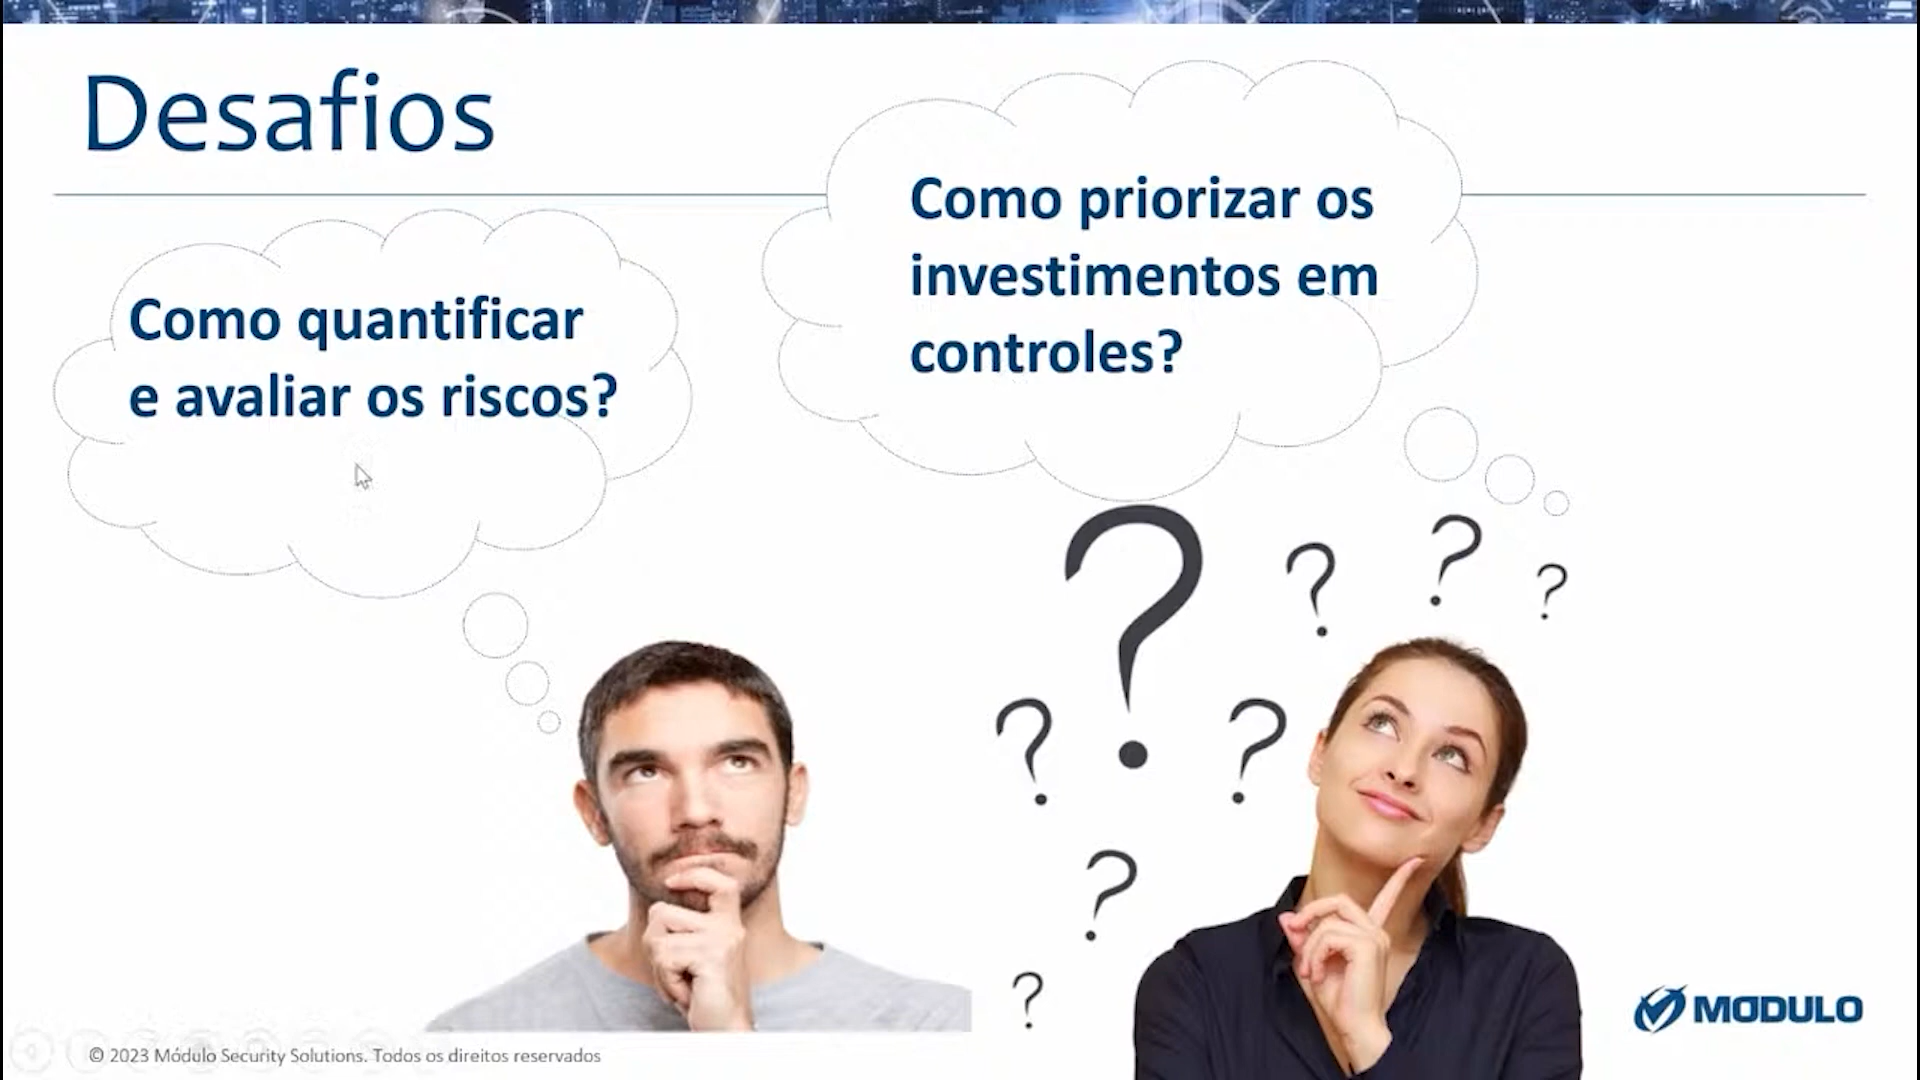 Desafios
Como quantificar
e avaliar os riscos?
Como priorizar os
investimentos em
controles?
?
?
?
?
?
?
?
?
MODULO
© 2023 Módulo Security Solutions. Todos os direitos reservados